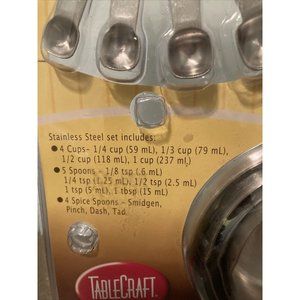 Stainless Steel set includes:
● 4 Cups- 1/4 cup (59 mL), 1/3 cup (79 mL),
1/2 cup (118 mL), 1 cup (237 mL)
● 5 Spoons - 1/8 tsp (.6 mL)
1/4 tsp (1.25 mL), 1/2 tsp (2.5 mL)
1 tsp (5 mL), 1 tbsp (15 mL)
● 4 Spice Spoons - Smidgen,
Pinch, Dash, Tad
TABLECRAFT